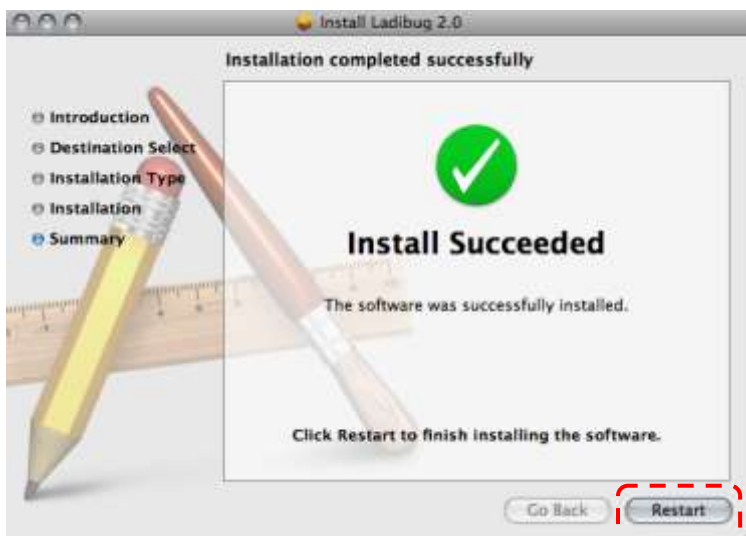 Install Ladibug 2.0
Installation completed successfully
Introduction
Destination Select
Installation Type
Installation
Summary
Install Succeeded
The software was successfully installed.
Click Restart to finish installing the software.
Go Back
Restart